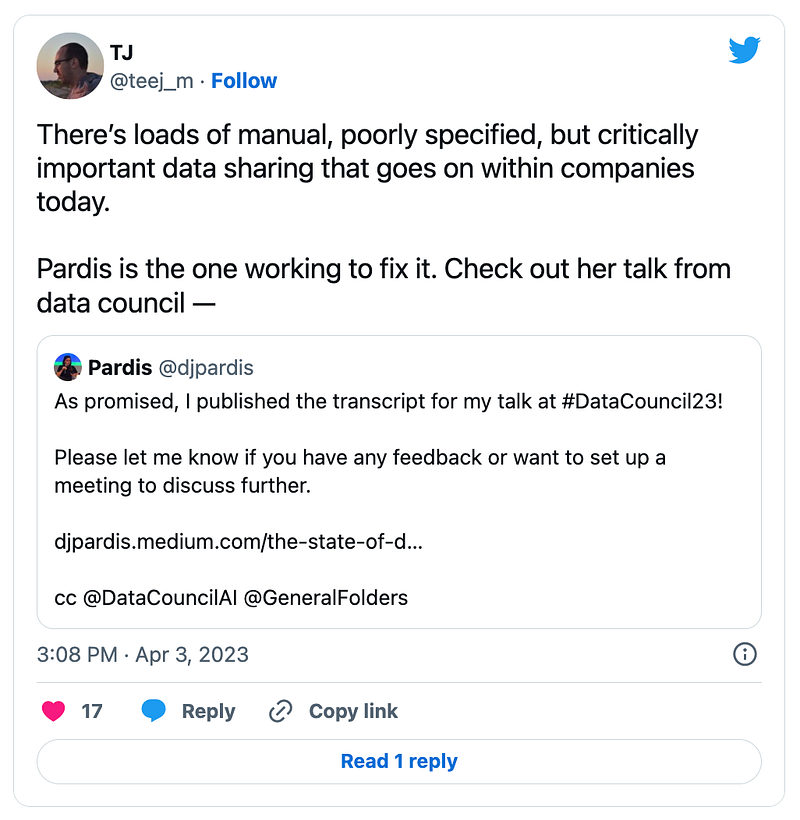 TJ
@teej_m · Follow
There’s loads of manual, poorly specified, but critically
important data sharing that goes on within companies
today.
Pardis is the one working to fix it. Check out her talk from
data council —
Pardis @djpardis
As promised, I published the transcript for my talk at #DataCouncil23!
Please let me know if you have any feedback or want to set up a
meeting to discuss further.
djpardis.medium.com/the-state-of-d...
cc @DataCouncilAI @GeneralFolders
3:08 PM · Apr 3, 2023
17 Reply Copy link
Read 1 reply